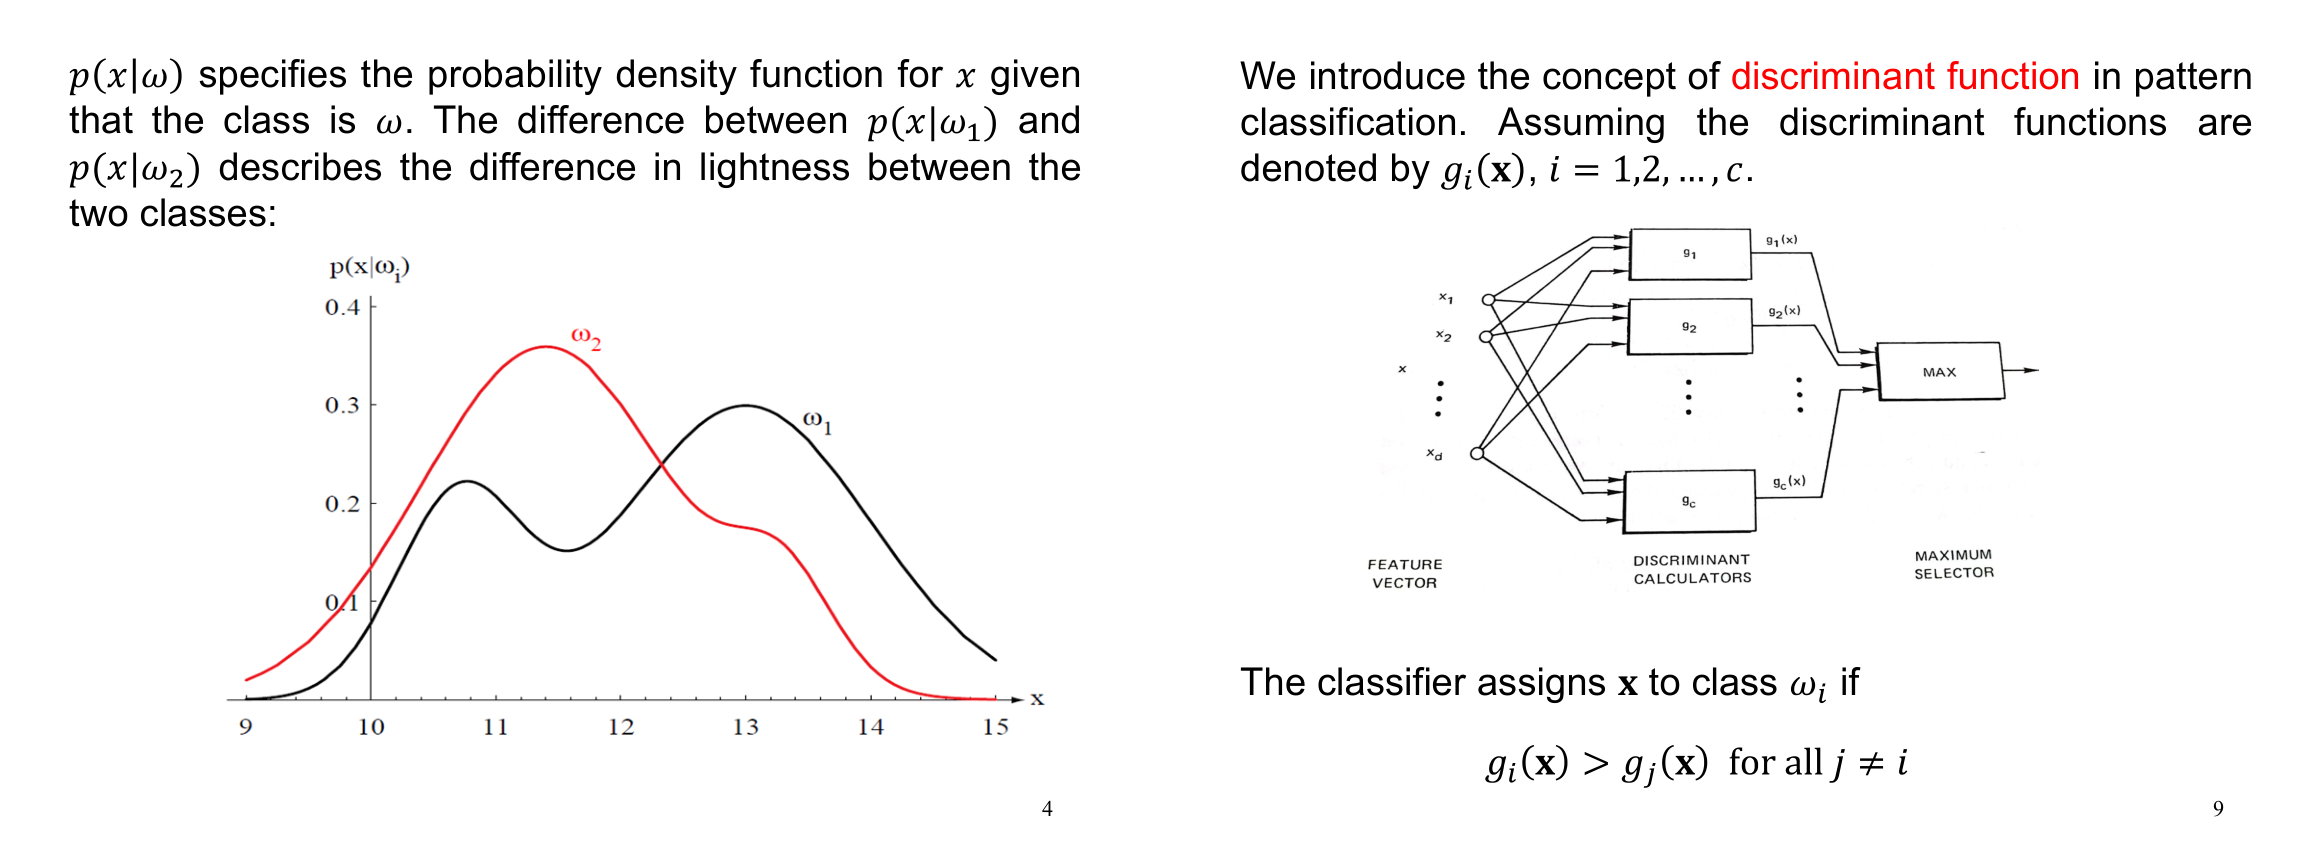 p(x|ω) specifies the probability density function for x given
that the class is ω. The difference between p(x|ω₁) and
p(x|ω₂) describes the difference in lightness between the
two classes:
p(x|ωᵢ)
0.4
0.3
0.2
0.1
ω₂
ω₁
x
9 10 11 12 13 14 15
4
We introduce the concept of discriminant function in pattern
classification. Assuming the discriminant functions are
denoted by gᵢ(𝐱), i = 1,2, … , c.
x₁
x₂
x
x_d
g₁
g₂
g_c
g₁(x)
g₂(x)
g_c(x)
MAX
FEATURE
VECTOR
DISCRIMINANT
CALCULATORS
MAXIMUM
SELECTOR
The classifier assigns 𝐱 to class ωᵢ if
gᵢ(𝐱) > gⱼ(𝐱) for all j ≠ i
9